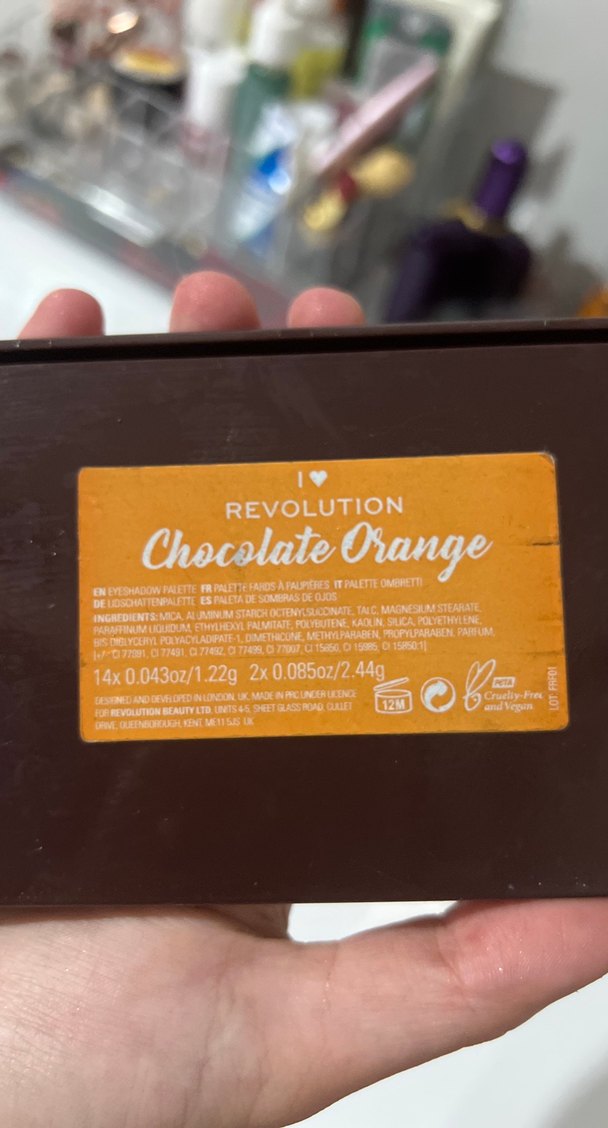 I ♥
REVOLUTION
Chocolate Orange
EN EYESHADOW PALETTE FR PALETTE FARDS À PAUPIÈRES IT PALETTE OMBRETTI
DE LIDSCHATTENPALETTE ES PALETA DE SOMBRAS DE OJOS
INGREDIENTS: MICA, ALUMINUM STARCH OCTENYLSUCCINATE, TALC, MAGNESIUM STEARATE,
PARAFFINUM LIQUIDUM, ETHYLHEXYL PALMITATE, POLYBUTENE, KAOLIN, SILICA, POLYETHYLENE,
BIS-DIGLYCERYL POLYACYLADIPATE-1, DIMETHICONE, METHYLPARABEN, PROPYLPARABEN, PARFUM,
[+/- CI 77891, CI 77491, CI 77492, CI 77499, CI 77007, CI 15850, CI 15985, CI 15850:1]
14x 0.043oz/1.22g 2x 0.085oz/2.44g
DESIGNED AND DEVELOPED IN LONDON, UK. MADE IN PRC UNDER LICENCE
FOR REVOLUTION BEAUTY LTD. UNITS 4-5, SHEET GLASS ROAD, CULLET
DRIVE, QUEENBOROUGH, KENT ME11 5JS UK
12M
PETA
Cruelty-Free
and Vegan